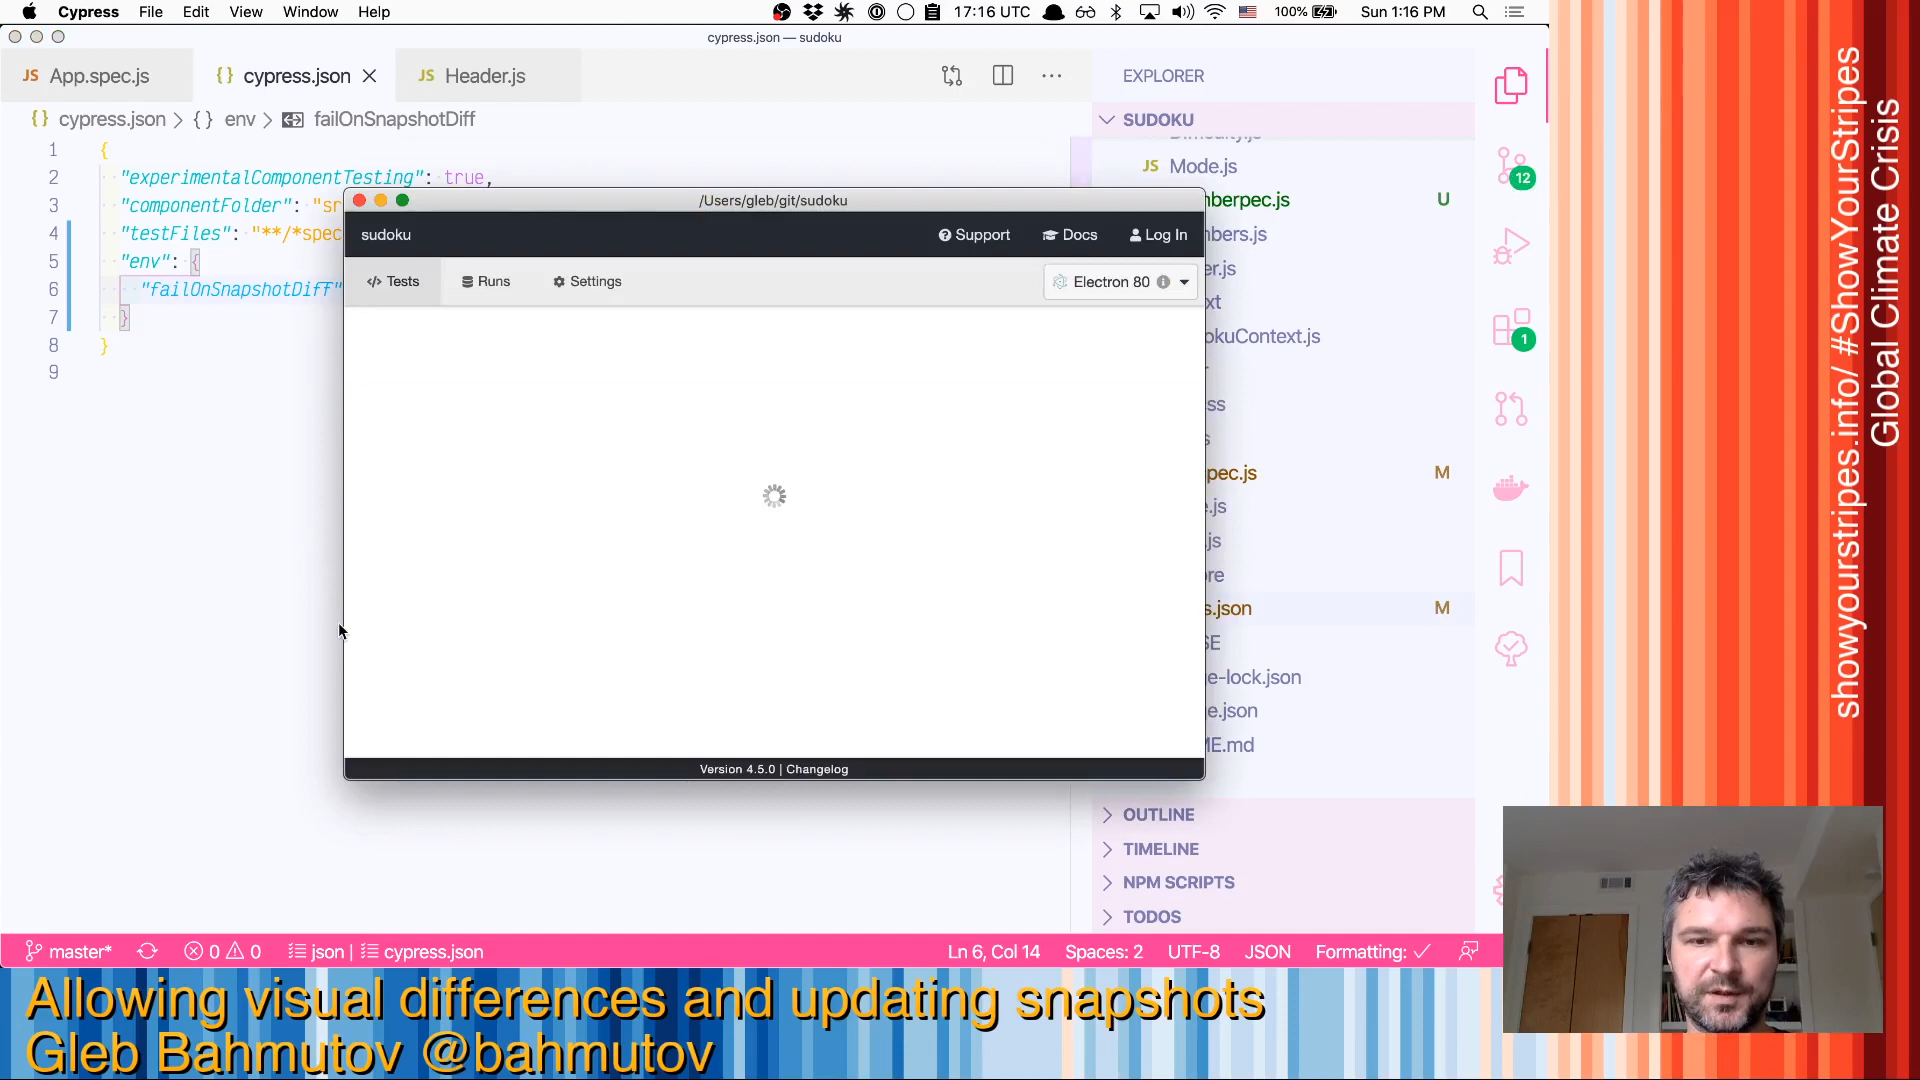 Cypress File Edit View Window Help
17:16 UTC 100% Sun 1:16 PM
cypress.json — sudoku
JS App.spec.js
{} cypress.json
JS Header.js
EXPLORER
{} cypress.json > {} env > failOnSnapshotDiff
SUDOKU
1 {
2 "experimentalComponentTesting": true,
3 "componentFolder": "sr
4 "testFiles": "**/*spec
5 "env": {
6 "failOnSnapshotDiff"
7 }
8 }
9
JS Mode.js
nberpec.js U
nbers.js
er.js
xt
okuContext.js
ss
s
pec.js M
e.js
js
ore
s.json M
SE
e-lock.json
e.json
ME.md
12
1
/Users/gleb/git/sudoku
sudoku
Support Docs Log In
</> Tests Runs Settings
Electron 80
Version 4.5.0 | Changelog
OUTLINE
TIMELINE
NPM SCRIPTS
TODOS
master* 0 0 json | cypress.json
Ln 6, Col 14 Spaces: 2 UTF-8 JSON Formatting: ✓
Allowing visual differences and updating snapshots
Gleb Bahmutov @bahmutov
showyourstripes.info/ #ShowYourStripes
Global Climate Crisis